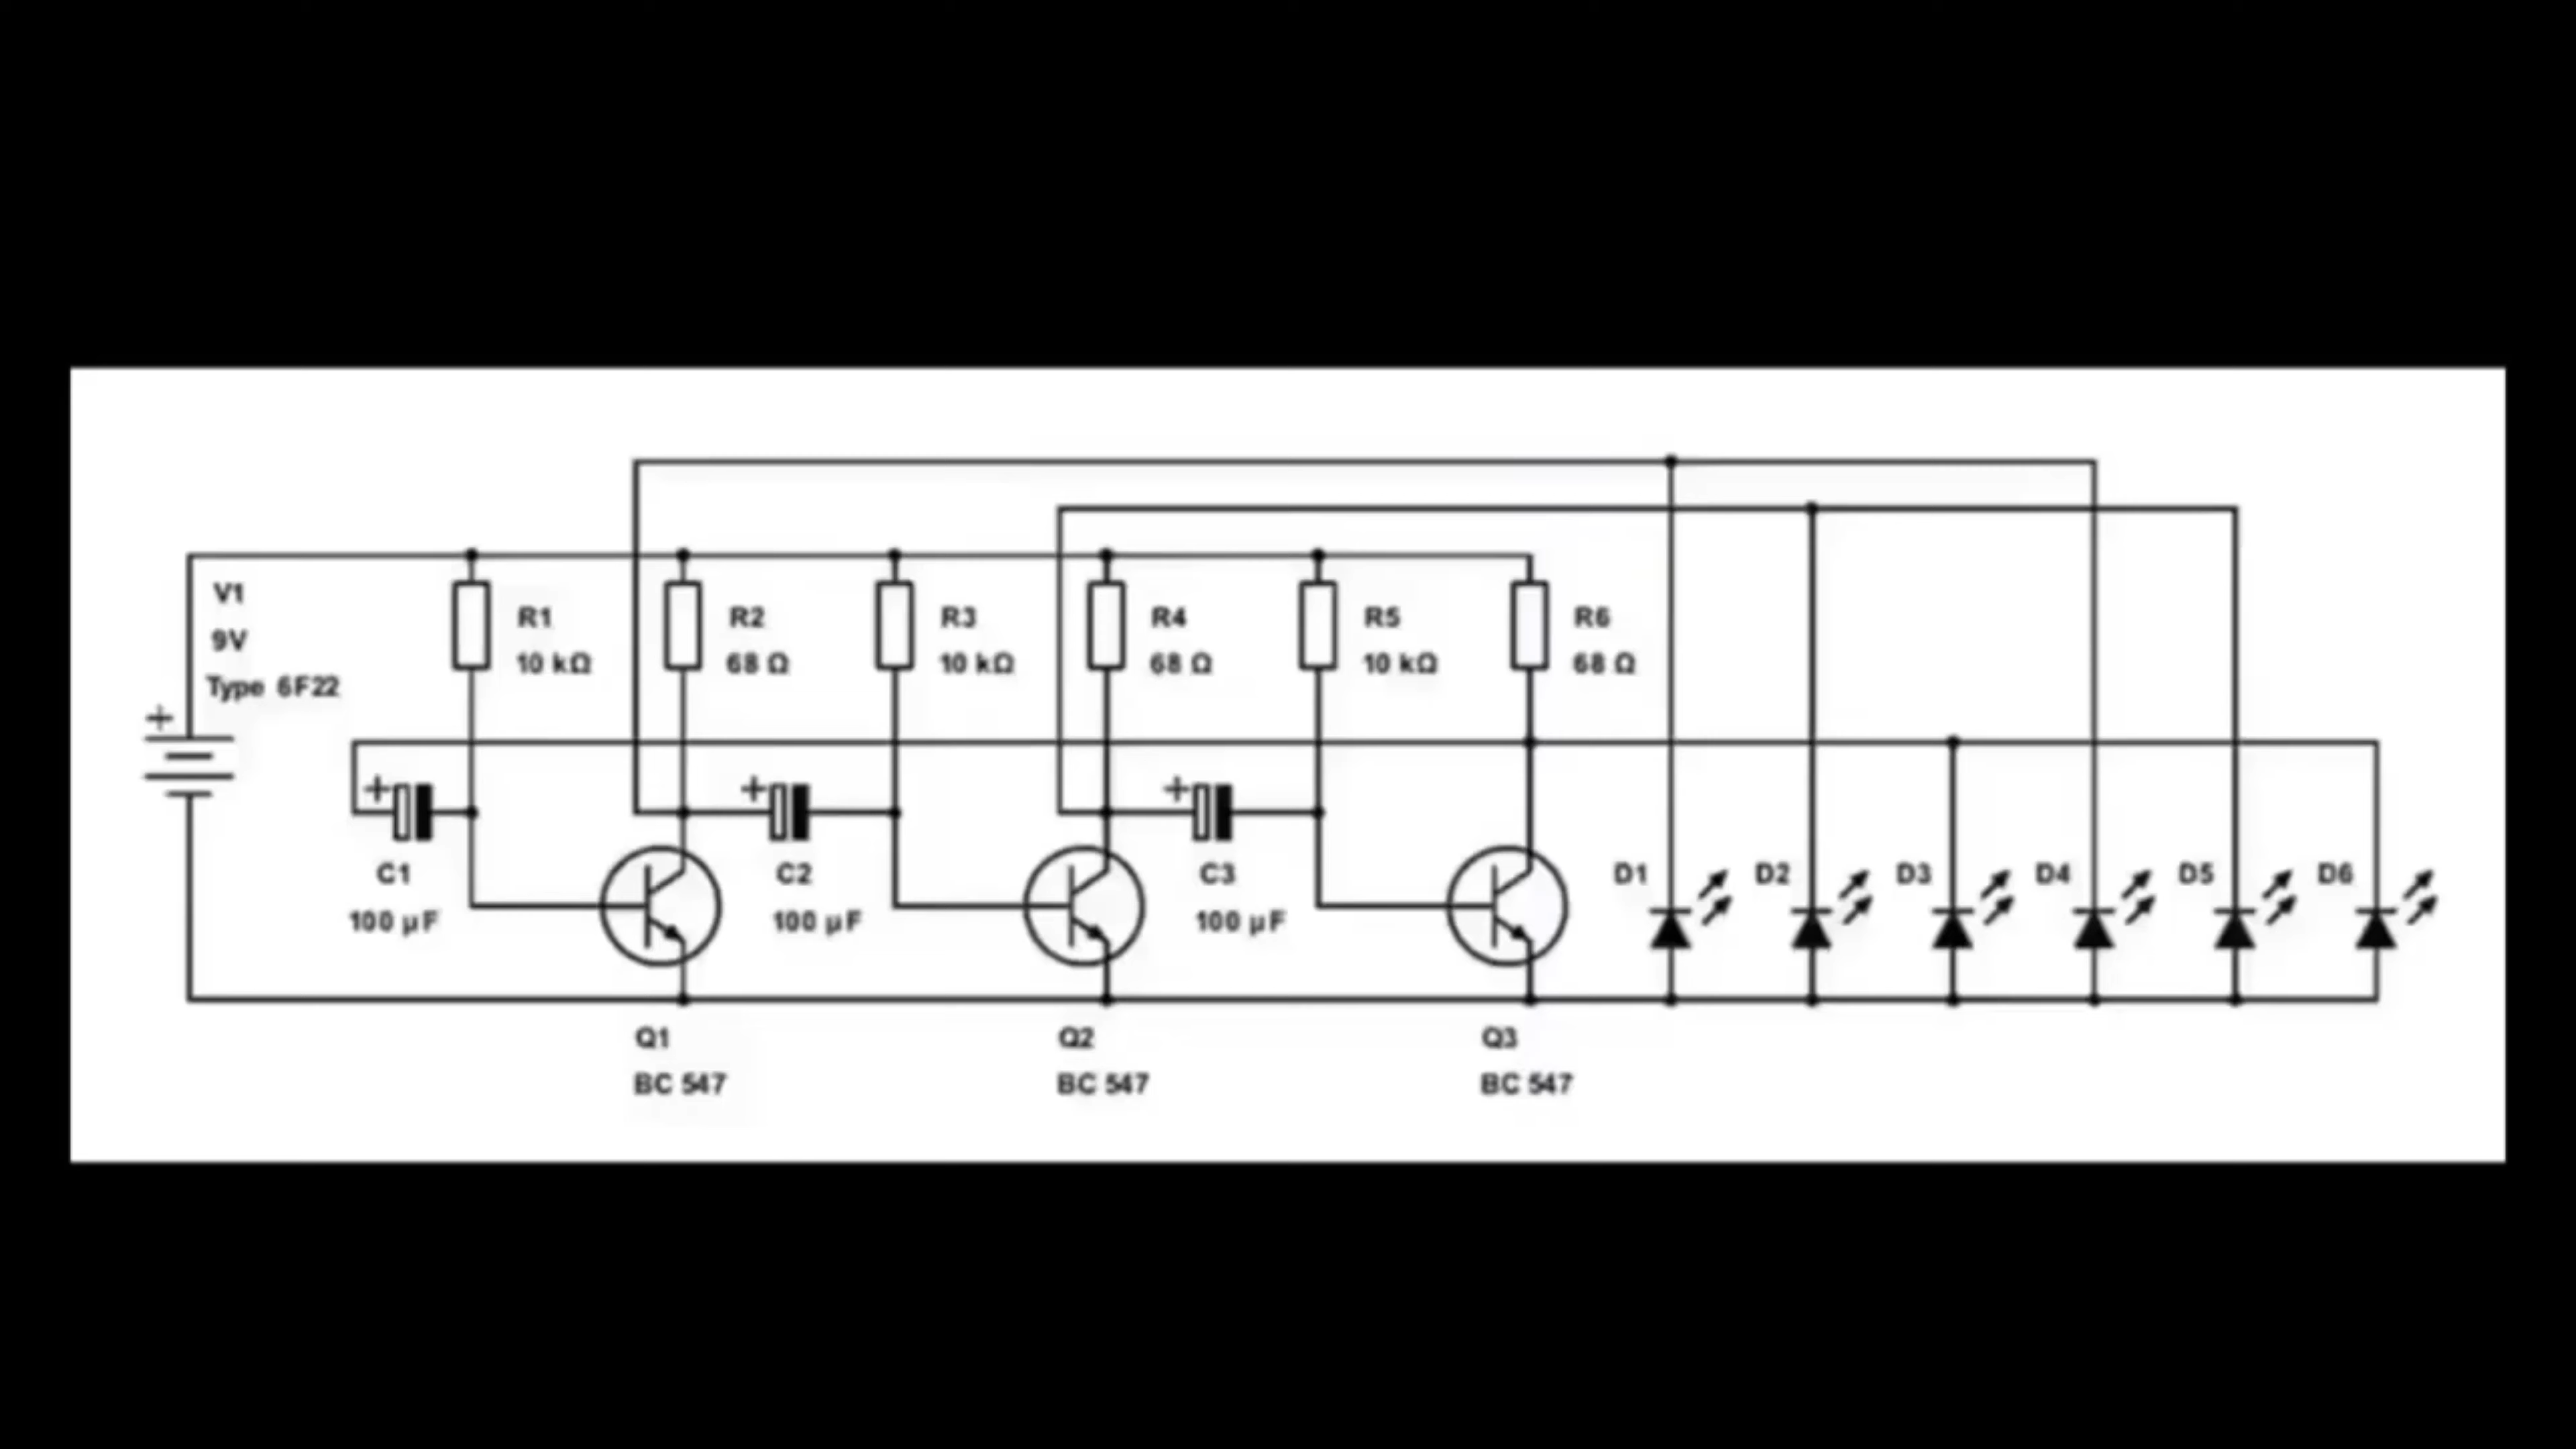 V1
9V
Type 6F22
+
R1
10 kΩ
R2
68 Ω
R3
10 kΩ
R4
68 Ω
R5
10 kΩ
R6
68 Ω
+
C1
100 µF
+
C2
100 µF
+
C3
100 µF
D1
D2
D3
D4
D5
D6
Q1
BC 547
Q2
BC 547
Q3
BC 547